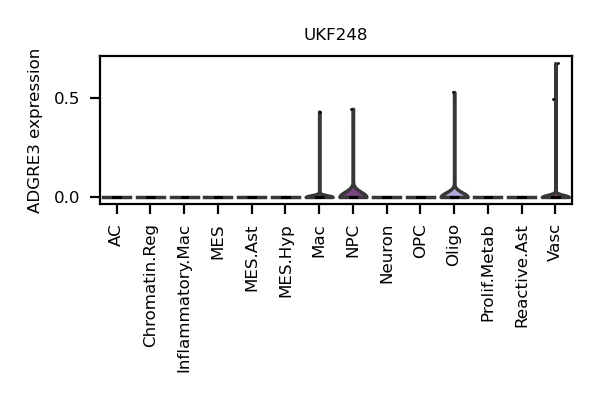 UKF248
ADGRE3 expression
0.5
0.0
AC
Chromatin.Reg
Inflammatory.Mac
MES
MES.Ast
MES.Hyp
Mac
NPC
Neuron
OPC
Oligo
Prolif.Metab
Reactive.Ast
Vasc